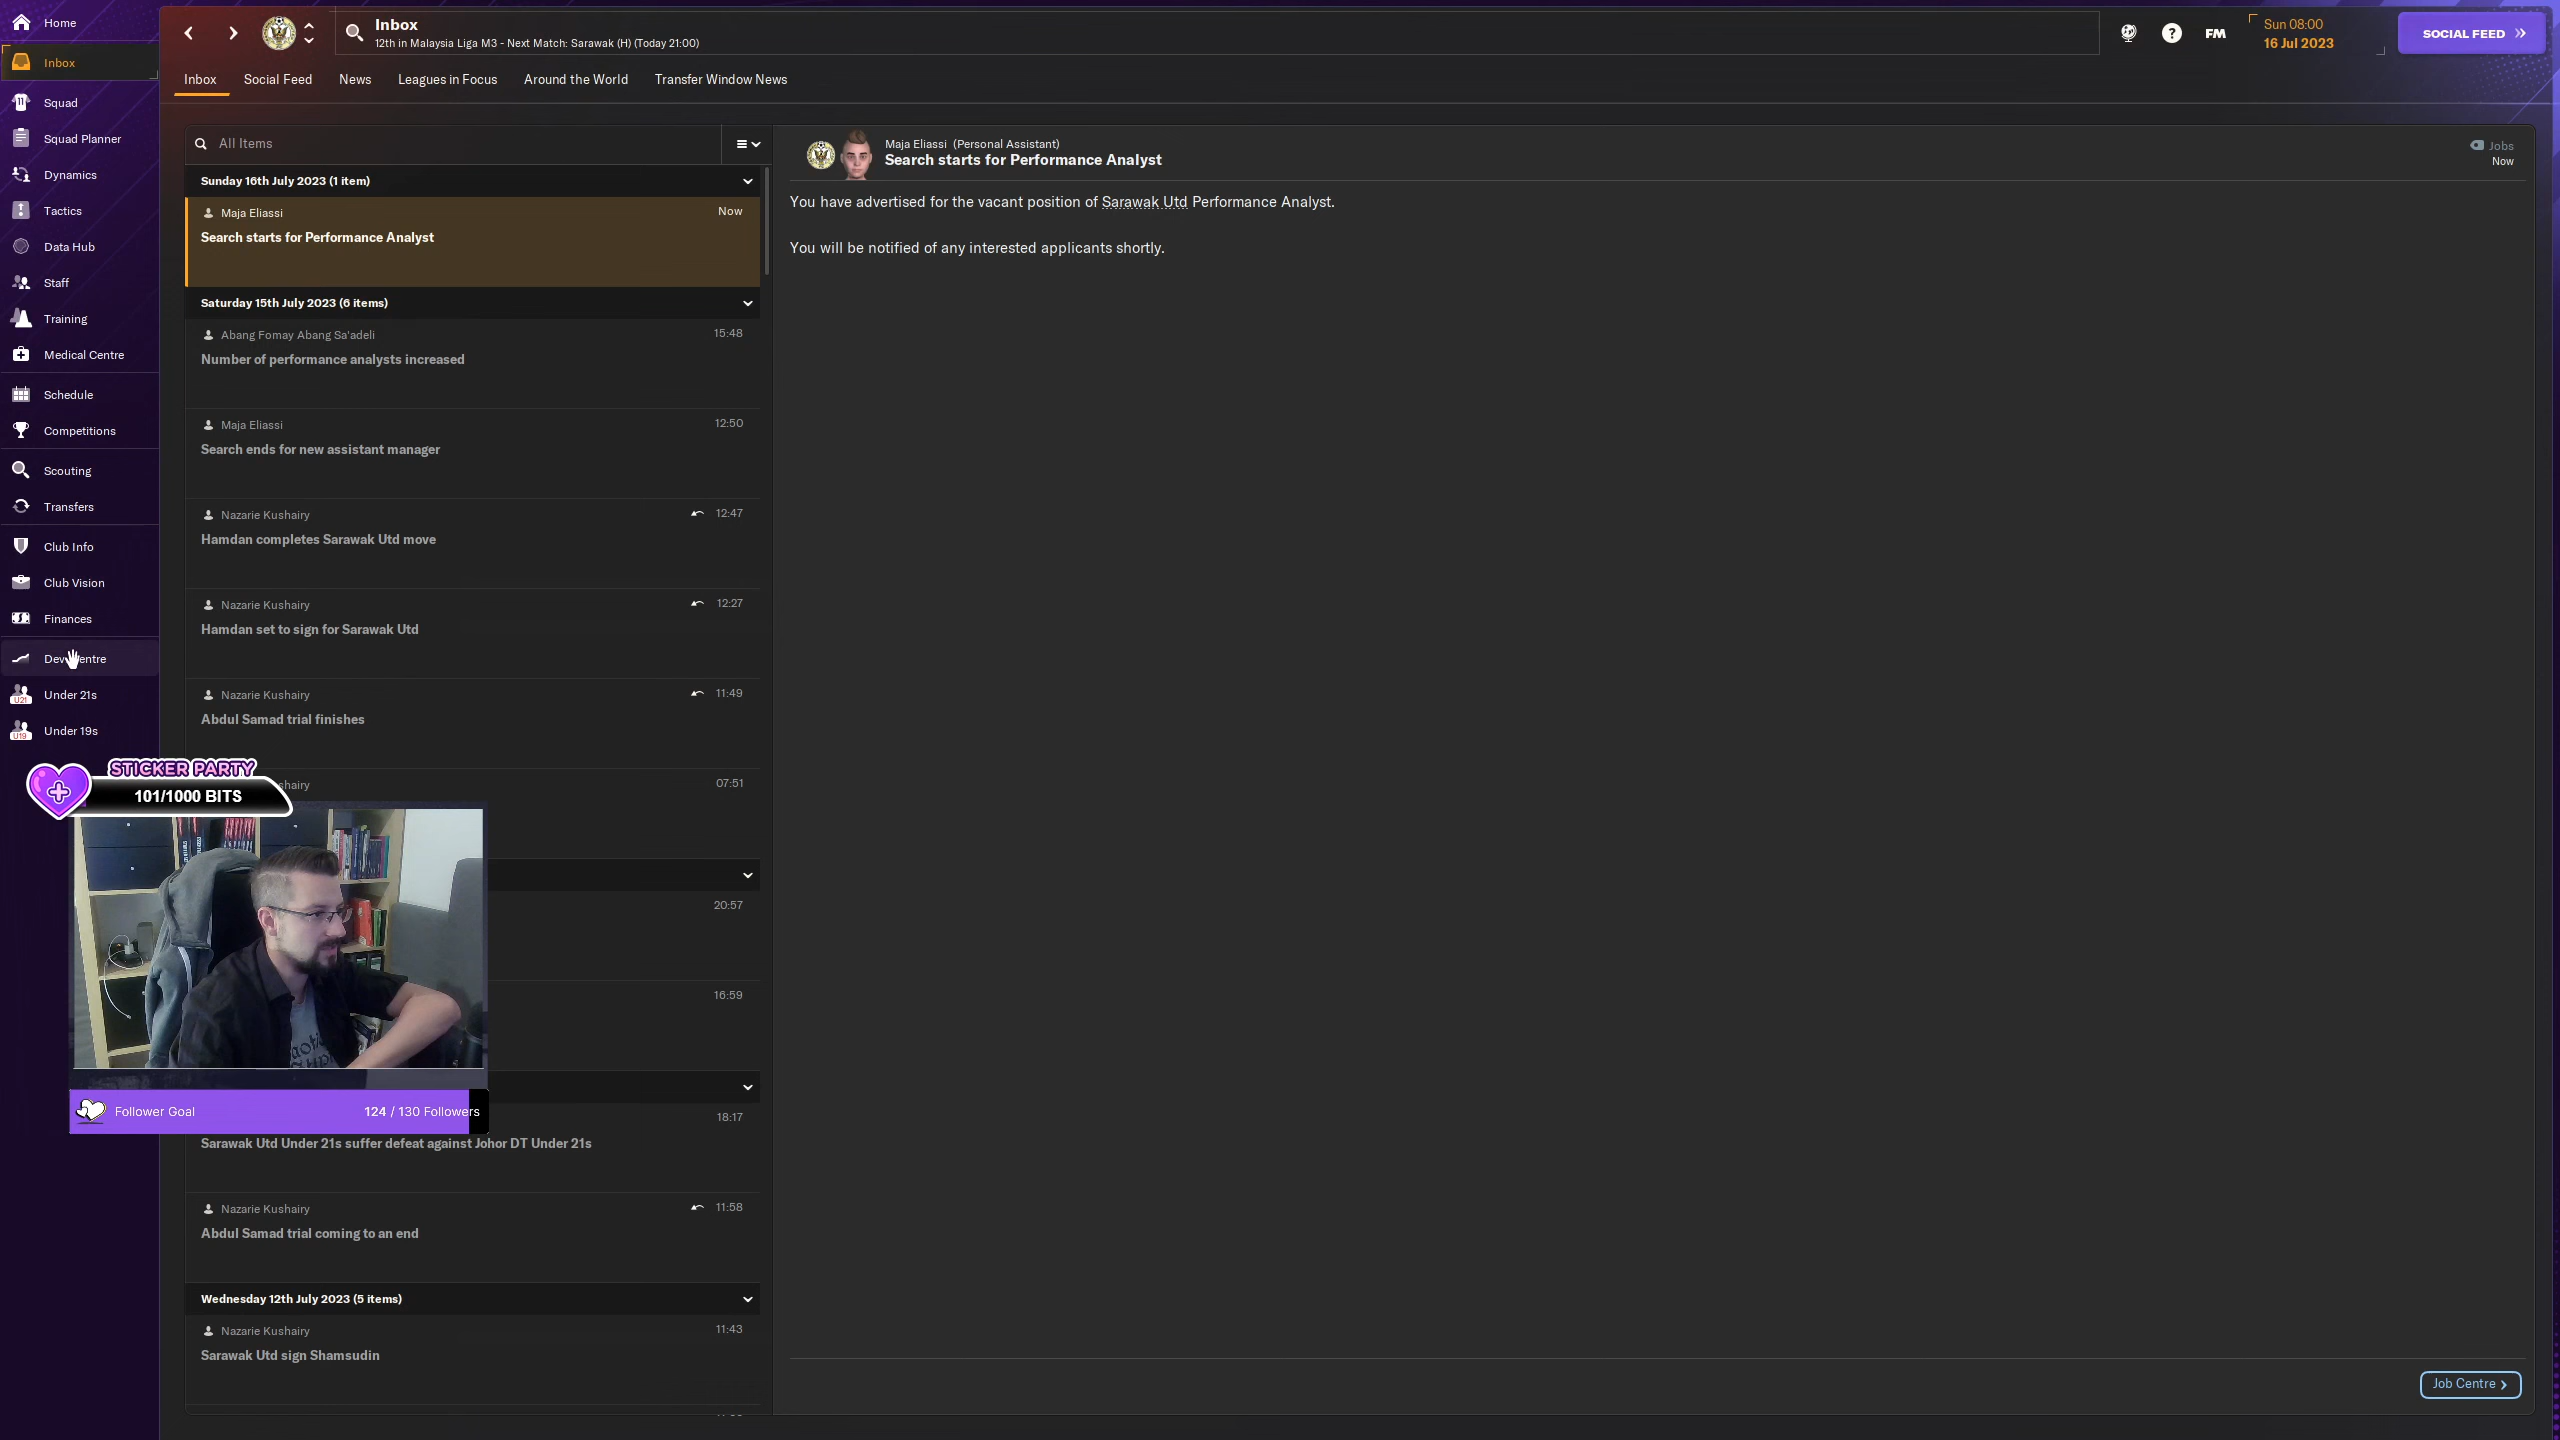 Home
Inbox
Squad
Squad Planner
Dynamics
Tactics
Data Hub
Staff
Training
Medical Centre
Schedule
Competitions
Scouting
Transfers
Club Info
Club Vision
Finances
Under 21s
Under 19s
Inbox
12th in Malaysia Liga M3 - Next Match: Sarawak (H) (Today 21:00)
FM
Sun 08:00
16 Jul 2023
SOCIAL FEED
Inbox Social Feed News Leagues in Focus Around the World Transfer Window News
All Items
Sunday 16th July 2023 (1 item)
Maja Eliassi Now
Search starts for Performance Analyst
Saturday 15th July 2023 (6 items)
Abang Fomay Abang Sa'adeli 15:48
Number of performance analysts increased
Maja Eliassi 12:50
Search ends for new assistant manager
Nazarie Kushairy 12:47
Hamdan completes Sarawak Utd move
Nazarie Kushairy 12:27
Hamdan set to sign for Sarawak Utd
Nazarie Kushairy 11:49
Abdul Samad trial finishes
07:51
20:57
16:59
18:17
Sarawak Utd Under 21s suffer defeat against Johor DT Under 21s
Nazarie Kushairy 11:58
Abdul Samad trial coming to an end
Wednesday 12th July 2023 (5 items)
Nazarie Kushairy 11:43
Sarawak Utd sign Shamsudin
Maja Eliassi (Personal Assistant)
Search starts for Performance Analyst
Jobs
Now
You have advertised for the vacant position of Sarawak Utd Performance Analyst.
You will be notified of any interested applicants shortly.
Job Centre
STICKER PARTY
101/1000 BITS
Follower Goal 124 / 130 Followers